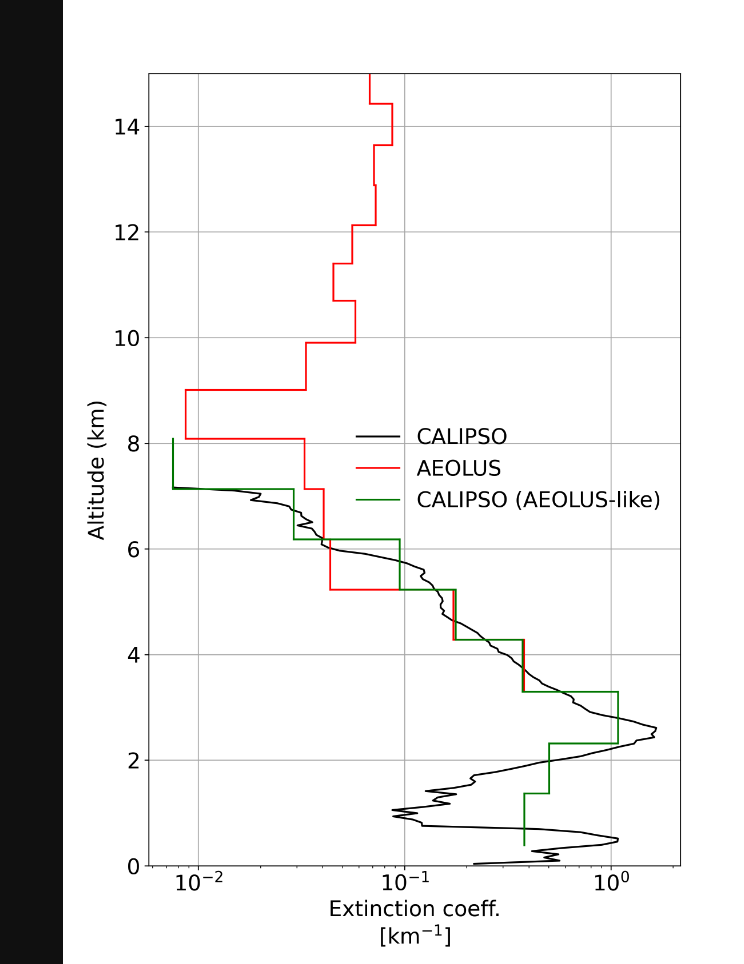 14
12
10
8
6
4
2
0
Altitude (km)
CALIPSO
AEOLUS
CALIPSO (AEOLUS-like)
10⁻² 10⁻¹ 10⁰
Extinction coeff.
[km⁻¹]